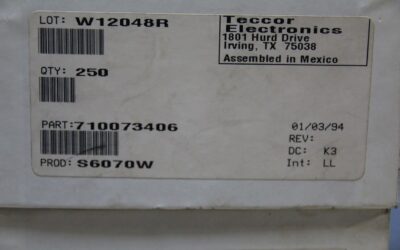 LOT: W12048R
Teccor
Electronics
1801 Hurd Drive
Irving, TX 75038
Assembled in Mexico
QTY: 250
PART: 710073406
01/03/94
REV:
DC: K3
PROD: S6070W
Int: LL